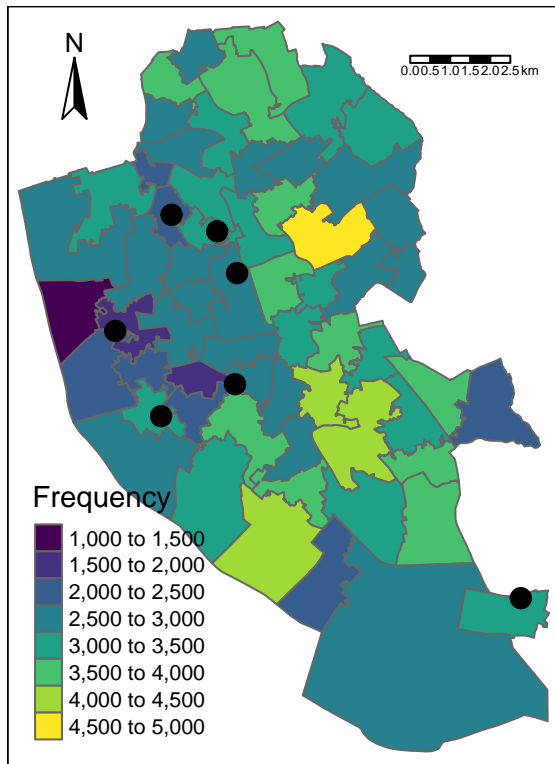 N
0.00.51.01.52.02.5km
Frequency
1,000 to 1,500
1,500 to 2,000
2,000 to 2,500
2,500 to 3,000
3,000 to 3,500
3,500 to 4,000
4,000 to 4,500
4,500 to 5,000